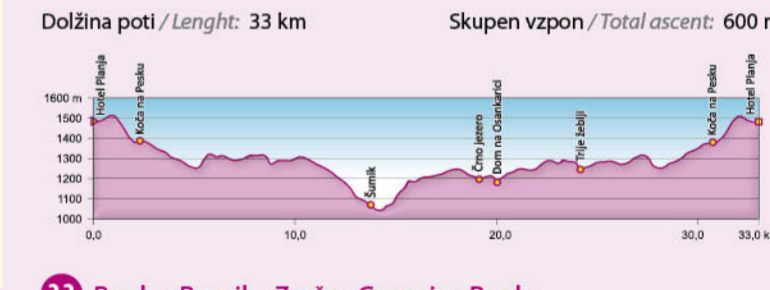 Dolžina poti / Lenght: 33 km
Skupen vzpon / Total ascent: 600
Hotel Planja
Koča na Pesku
Šumik
Črno jezero
Dom na Osankarici
Trije žeblji
Koča na Pesku
Hotel Planja
1600 m
1500
1400
1300
1200
1100
1000
0,0
10,0
20,0
30,0
33,0 k